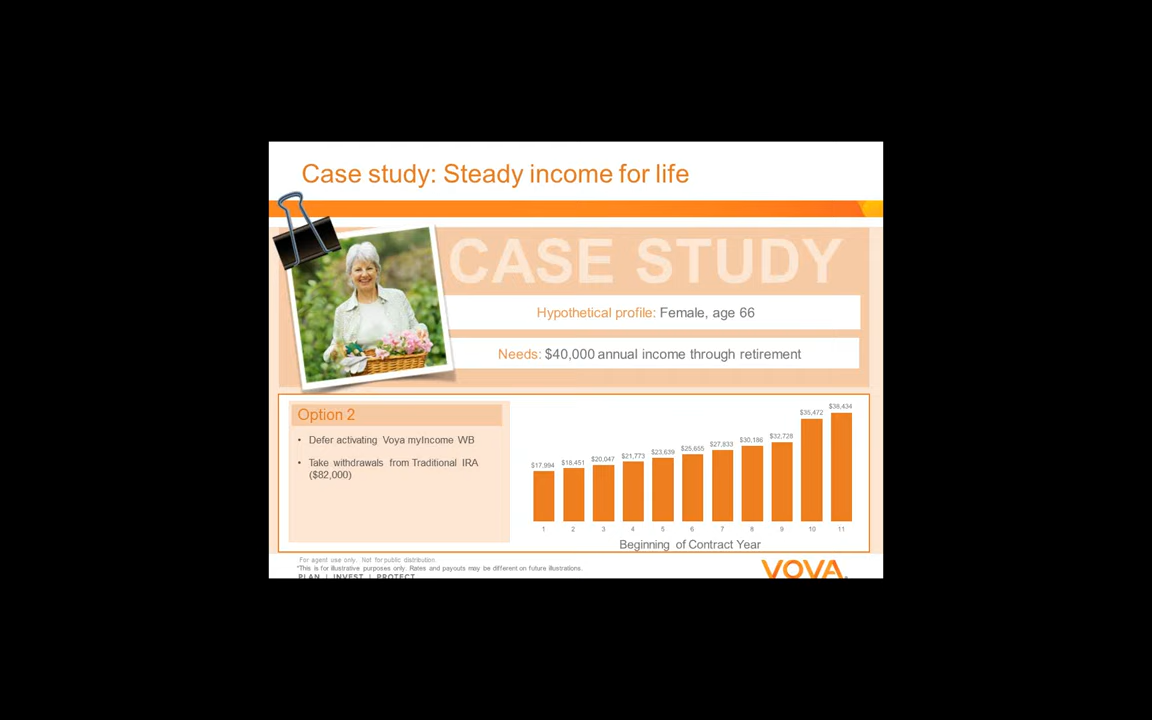 Case study: Steady income for life
CASE STUDY
Hypothetical profile: Female, age 66
Needs: $40,000 annual income through retirement
Option 2
• Defer activating Voya myIncome WB
• Take withdrawals from Traditional IRA
($82,000)
$17,994 $18,451 $20,047 $21,773 $23,639 $25,655 $27,833 $30,186 $32,728 $35,472 $38,434
1 2 3 4 5 6 7 8 9 10 11
Beginning of Contract Year
For agent use only. Not for public distribution
*This is for illustrative purposes only. Rates and payouts may be different on future illustrations.
PLAN | INVEST | PROTECT
VOYA